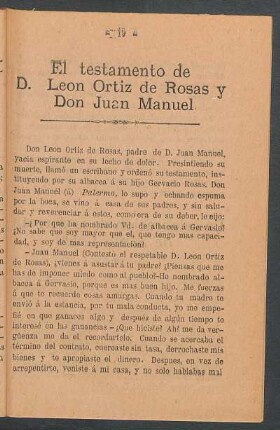 19
El testamento de
D. Leon Ortiz de Rosas y
Don Juan Manuel
Don Leon Ortiz de Rosas, padre de D. Juan Manuel,
yacía espirante en su lecho de dolor. Presintiendo su
muerte, llamó un escribano y ordenó su testamento, ins-
tituyendo por su albacea á su hijo Gervacio Rosas. Don
Juan Manuel (á) Palermo, lo supo y echando espuma
por la boca, se vinó á casa de sus padres, y sin salu-
dar y reverenciar á estos, como era de su deber, le dijo:
—¿Por que ha nombrado Vd. de albacea á Gervasio?
¿No sabe que soy mayor que el, que tengo mas capaci-
dad, y soy de mas representacion?
—Juan Manuel (Contesto el respetable D. Leon Ortiz
de Rosas), ¿vienes á asustar á tu padre? ¿Piensas que me
has de imponer miedo como al pueblo?—He nombrado al-
bacea á Gervasio, porque es mas buen hijo. Me fuerzas
á que te recuerde cosas amargas. Cuando tu madre te
envió á la estancia, por tu mala conducta, yo me empe-
ñé en que ganases algo y después de algún tiempo te
interesé en las ganancias—¿Que hiciste? Ah! me da ver-
güenza me da el recordartelo. Cuando se acercaba el
término del contrato, encrespaste sin tasa, derrochaste mis
bienes y te apropiaste el dinero. Despues, en vez de
arrepentirte, veniste á mi casa, y no solo hablabas mal